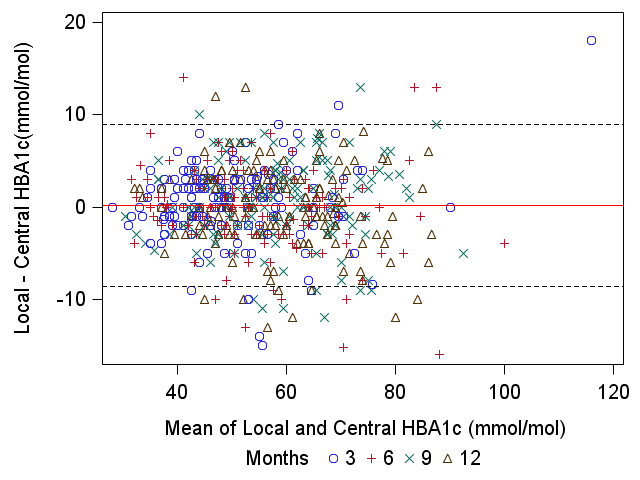 20
10
0
-10
Local - Central HBA1c(mmol/mol)
40 60 80 100 120
Mean of Local and Central HBA1c (mmol/mol)
Months 3 6 9 12